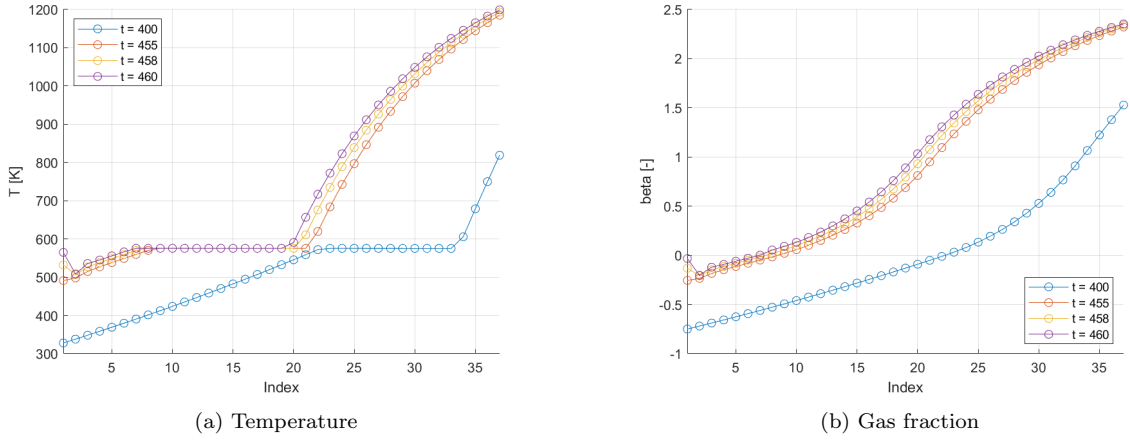 1200
1100
1000
900
800
700
600
500
400
300
T [K]
5 10 15 20 25 30 35
Index
t = 400
t = 455
t = 458
t = 460
(a) Temperature
2.5
2
1.5
1
0.5
0
-0.5
-1
beta [-]
5 10 15 20 25 30 35
Index
t = 400
t = 455
t = 458
t = 460
(b) Gas fraction